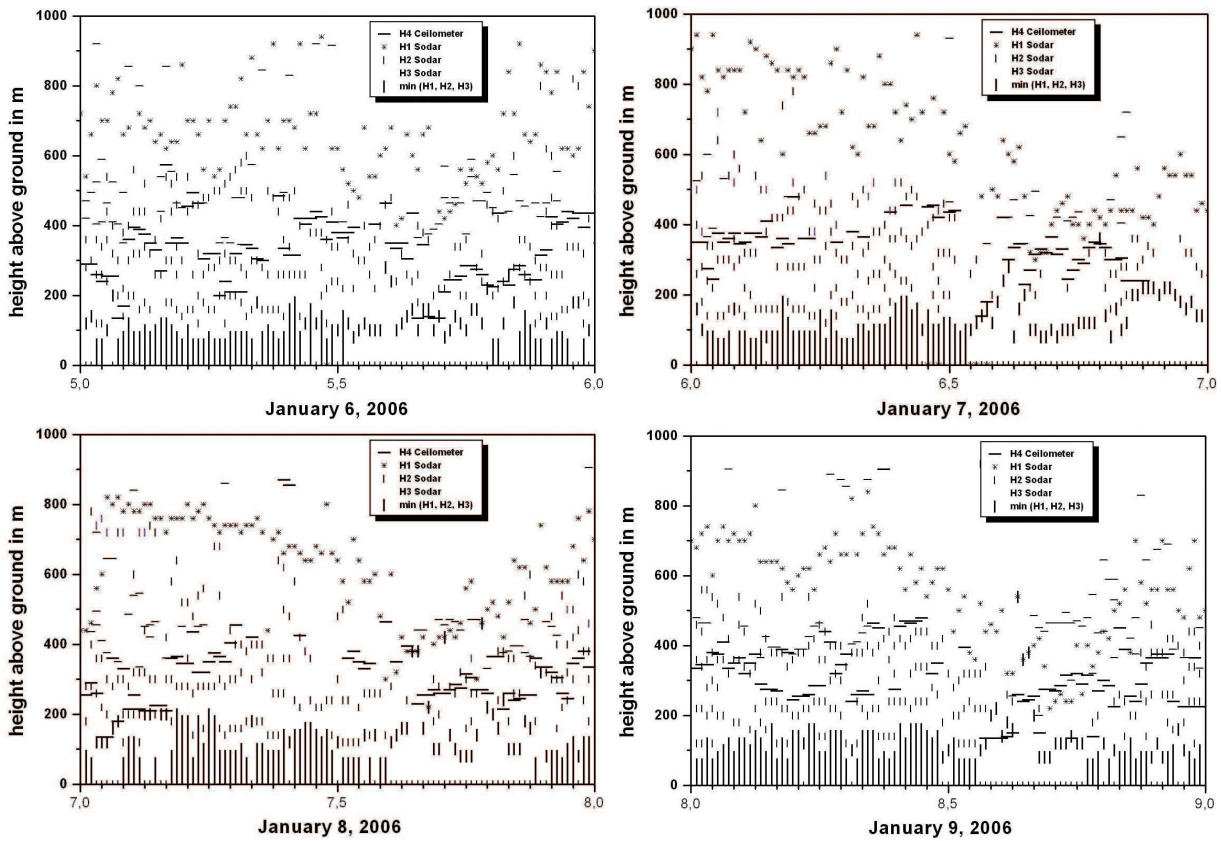 1000
800
600
400
200
0
height above ground in m
H4 Ceilometer
H1 Sodar
H2 Sodar
H3 Sodar
min (H1, H2, H3)
5,0
5,5
6,0
January 6, 2006
1000
800
600
400
200
0
height above ground in m
H4 Ceilometer
H1 Sodar
H2 Sodar
H3 Sodar
min (H1, H2, H3)
6,0
6,5
7,0
January 7, 2006
1000
800
600
400
200
0
height above ground in m
H4 Ceilometer
H1 Sodar
H2 Sodar
H3 Sodar
min (H1, H2, H3)
7,0
7,5
8,0
January 8, 2006
1000
800
600
400
200
0
height above ground in m
H4 Ceilometer
H1 Sodar
H2 Sodar
H3 Sodar
min (H1, H2, H3)
8,0
8,5
9,0
January 9, 2006